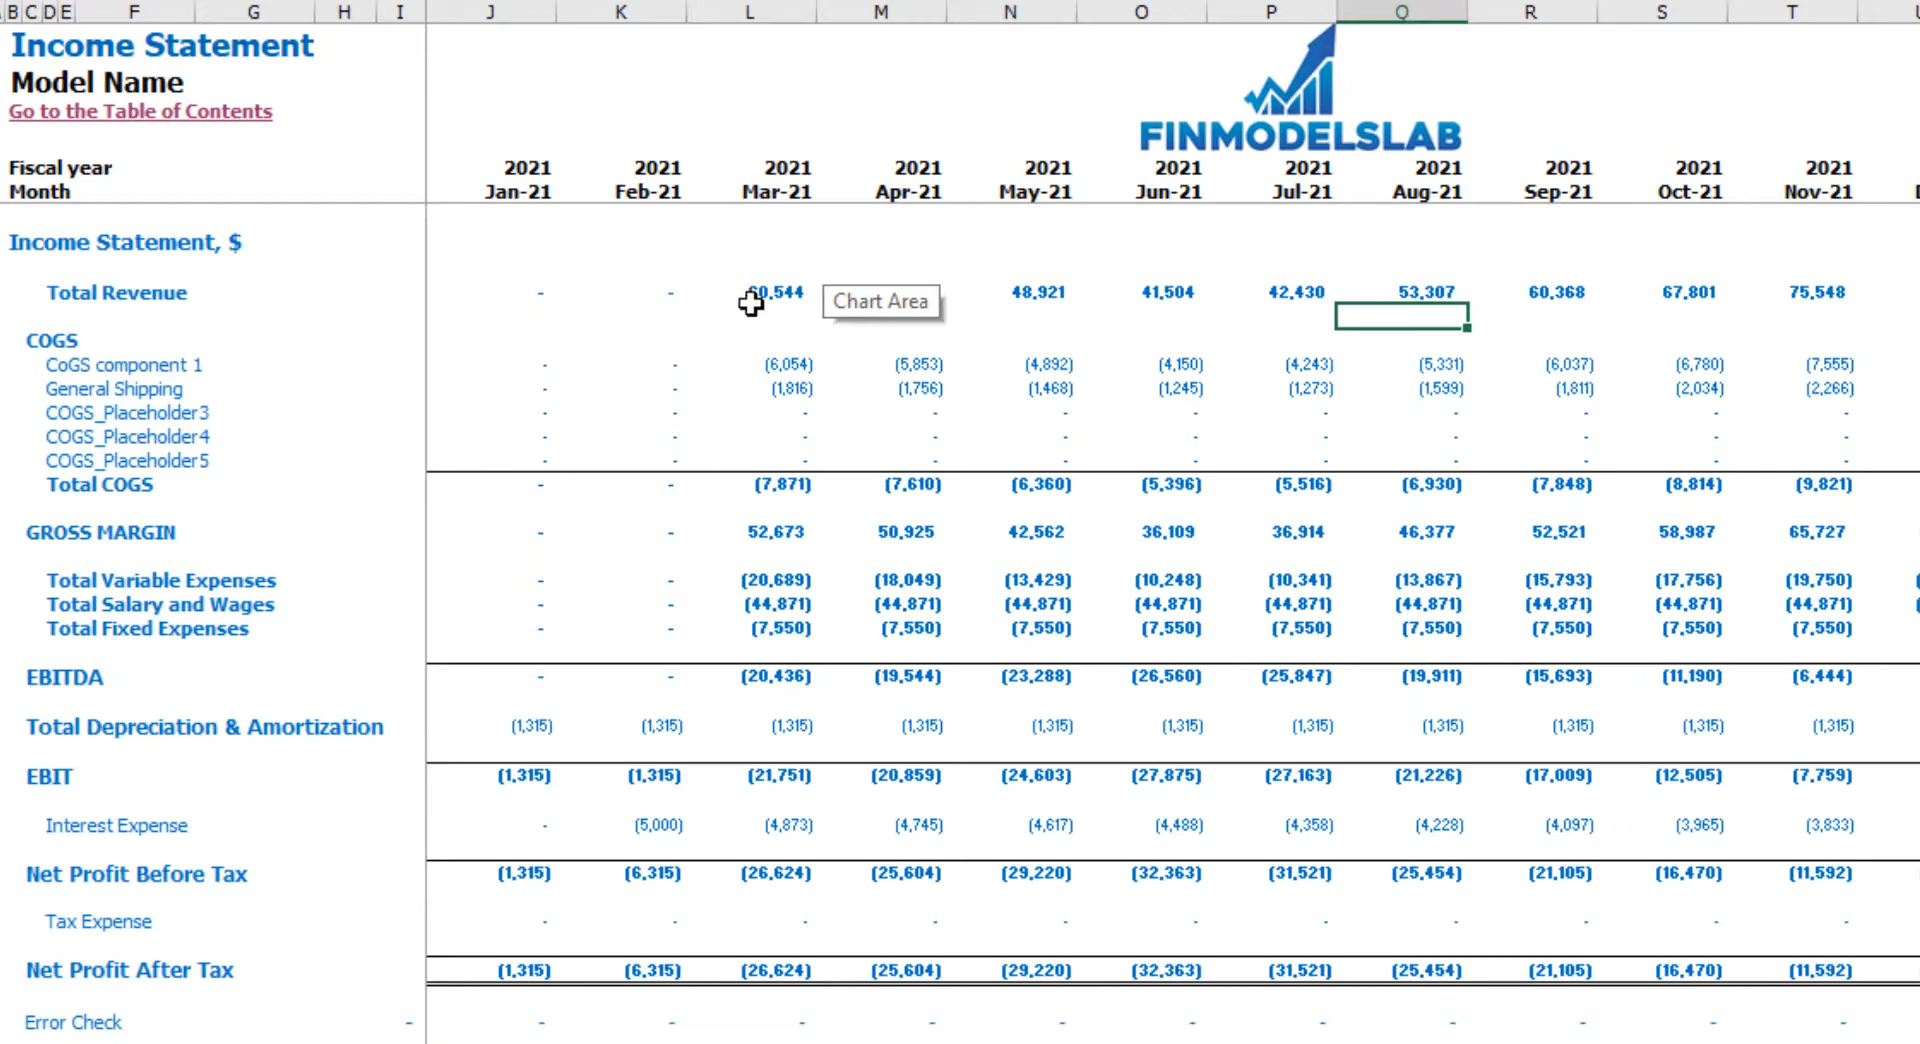 B C D E F G H I J K L M N O P Q R S T
Income Statement
Model Name
Go to the Table of Contents
FINMODELSLAB
Fiscal year 2021 2021 2021 2021 2021 2021 2021 2021 2021 2021 2021
Month Jan-21 Feb-21 Mar-21 Apr-21 May-21 Jun-21 Jul-21 Aug-21 Sep-21 Oct-21 Nov-21
Income Statement, $
Total Revenue - - 60,544 Chart Area 48,921 41,504 42,430 53,307 60,368 67,801 75,548
COGS
CoGS component 1 - - (6,054) (5,853) (4,892) (4,150) (4,243) (5,331) (6,037) (6,780) (7,555)
General Shipping - - (1,816) (1,756) (1,468) (1,245) (1,273) (1,599) (1,811) (2,034) (2,266)
COGS_Placeholder3 - - - - - - - - - - -
COGS_Placeholder4 - - - - - - - - - - -
COGS_Placeholder5 - - - - - - - - - - -
Total COGS - - (7,871) (7,610) (6,360) (5,396) (5,516) (6,930) (7,848) (8,814) (9,821)
GROSS MARGIN - - 52,673 50,925 42,562 36,109 36,914 46,377 52,521 58,987 65,727
Total Variable Expenses - - (20,689) (18,049) (13,429) (10,248) (10,341) (13,867) (15,793) (17,756) (19,750)
Total Salary and Wages - - (44,871) (44,871) (44,871) (44,871) (44,871) (44,871) (44,871) (44,871) (44,871)
Total Fixed Expenses - - (7,550) (7,550) (7,550) (7,550) (7,550) (7,550) (7,550) (7,550) (7,550)
EBITDA - - (20,436) (19,544) (23,288) (26,560) (25,847) (19,911) (15,693) (11,190) (6,444)
Total Depreciation & Amortization (1,315) (1,315) (1,315) (1,315) (1,315) (1,315) (1,315) (1,315) (1,315) (1,315) (1,315)
EBIT (1,315) (1,315) (21,751) (20,859) (24,603) (27,875) (27,163) (21,226) (17,009) (12,505) (7,759)
Interest Expense - (5,000) (4,873) (4,745) (4,617) (4,488) (4,358) (4,228) (4,097) (3,965) (3,833)
Net Profit Before Tax (1,315) (6,315) (26,624) (25,604) (29,220) (32,363) (31,521) (25,454) (21,105) (16,470) (11,592)
Tax Expense - - - - - - - - - - -
Net Profit After Tax (1,315) (6,315) (26,624) (25,604) (29,220) (32,363) (31,521) (25,454) (21,105) (16,470) (11,592)
Error Check - - - - - - - - - - - -